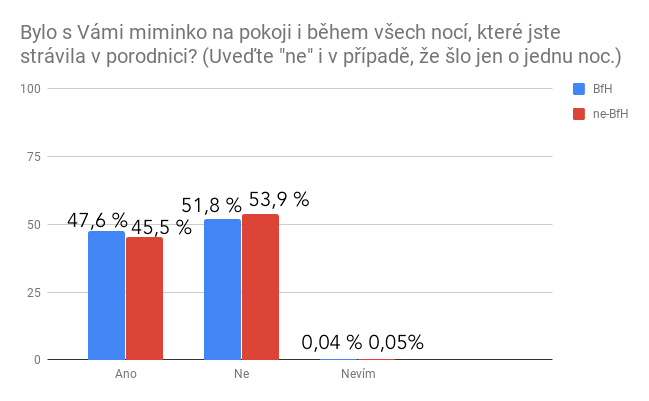 Bylo s Vámi miminko na pokoji i během všech nocí, které jste
strávila v porodnici? (Uveďte "ne" i v případě, že šlo jen o jednu noc.)
100
75
50
25
0
BfH
ne-BfH
47,6 %
45,5 %
51,8 %
53,9 %
0,04 %
0,05%
Ano
Ne
Nevím